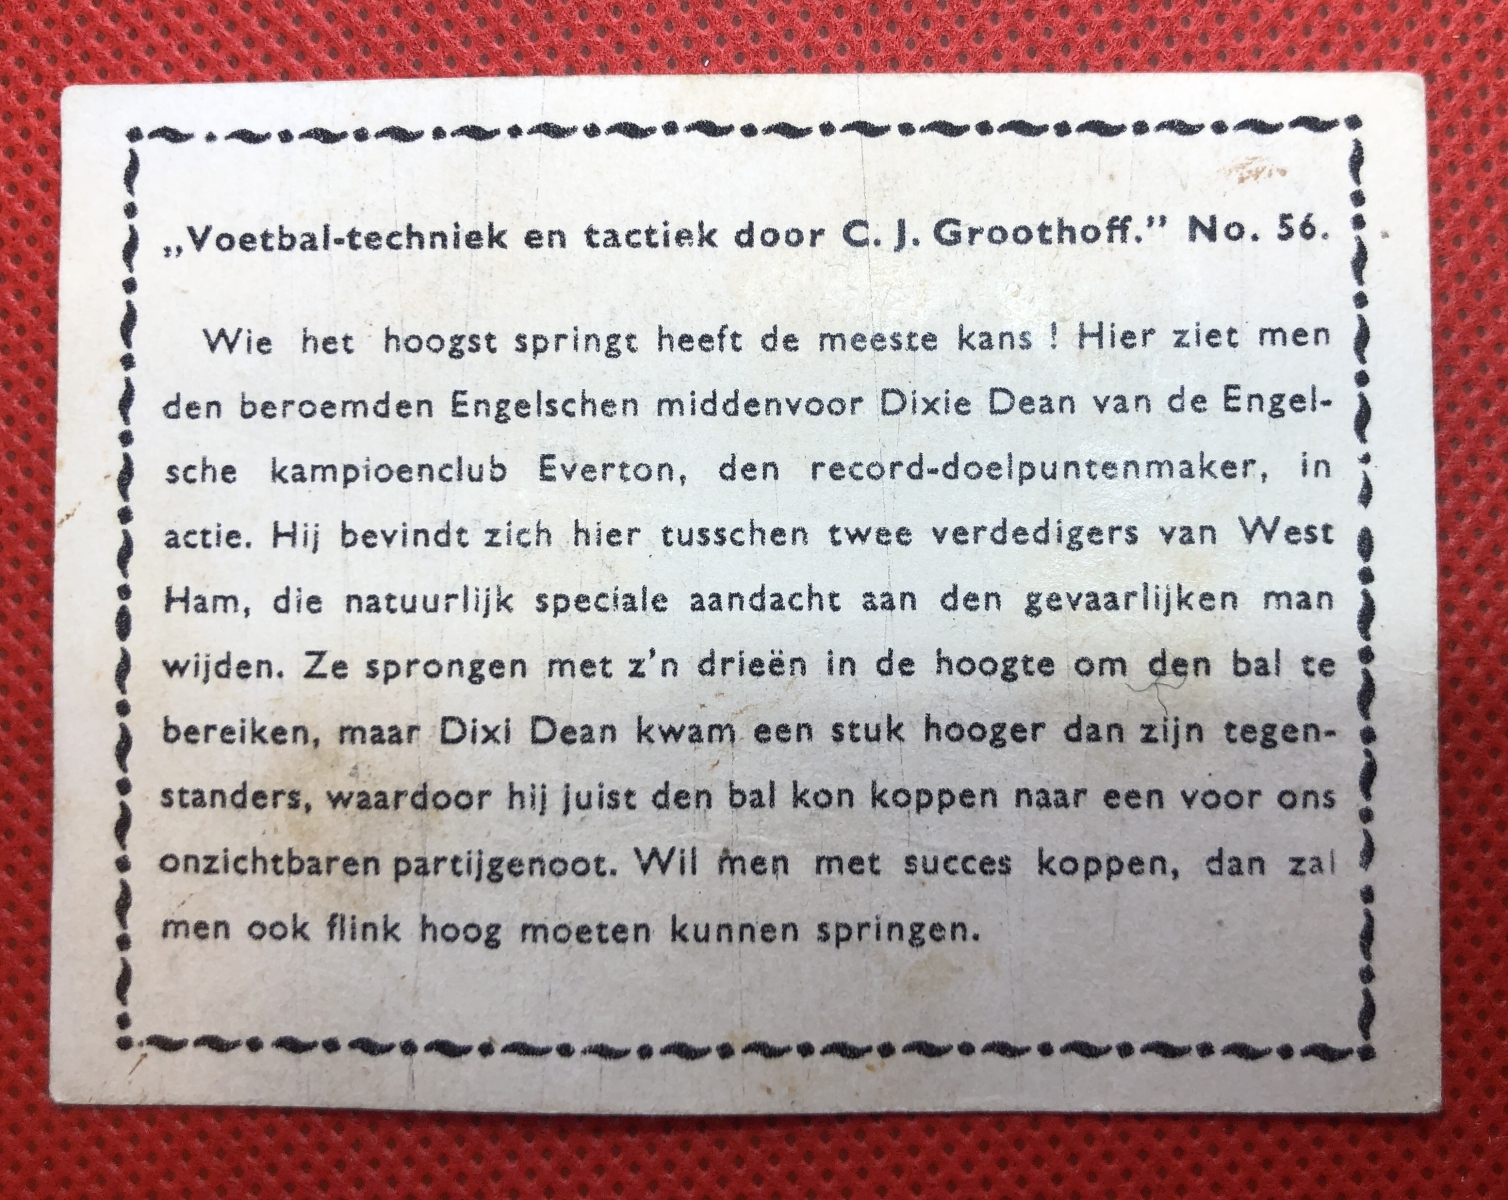 „Voetbal-techniek en tactiek door C. J. Groothoff.” No. 56.
Wie het hoogst springt heeft de meeste kans ! Hier ziet men
den beroemden Engelschen middenvoor Dixie Dean van de Engel-
sche kampioenclub Everton, den record-doelpuntenmaker, in
actie. Hij bevindt zich hier tusschen twee verdedigers van West
Ham, die natuurlijk speciale aandacht aan den gevaarlijken man
wijden. Ze sprongen met z’n drieën in de hoogte om den bal te
bereiken, maar Dixi Dean kwam een stuk hooger dan zijn tegen-
standers, waardoor hij juist den bal kon koppen naar een voor ons
onzichtbaren partijgenoot. Wil men met succes koppen, dan zal
men ook flink hoog moeten kunnen springen.